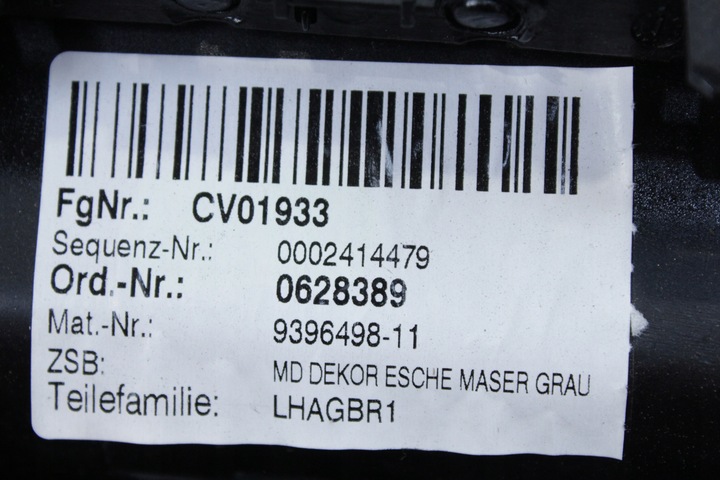 FgNr.: CV01933
Sequenz-Nr.: 0002414479
Ord.-Nr.: 0628389
Mat.-Nr.: 9396498-11
ZSB: MD DEKOR ESCHE MASER GRAU
Teilefamilie: LHAGBR1